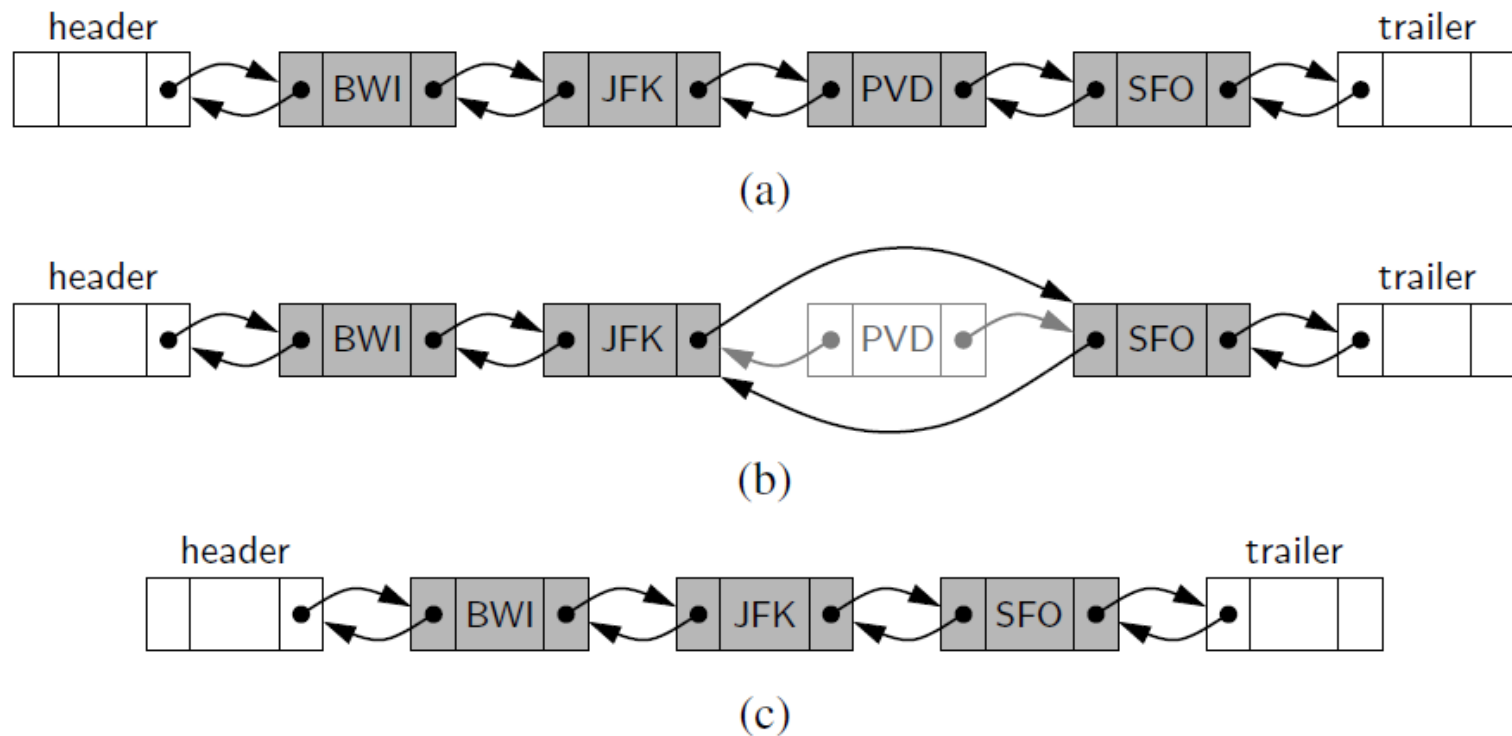 header trailer
BWI JFK PVD SFO
(a)
header trailer
BWI JFK PVD SFO
(b)
header trailer
BWI JFK SFO
(c)